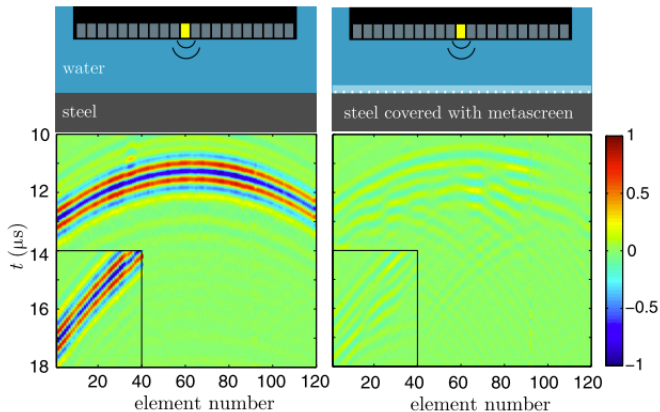 water
steel
steel covered with metascreen
10
12
14
16
18
t (μs)
20 40 60 80 100 120
element number
20 40 60 80 100 120
element number
1
0.5
0
−0.5
−1